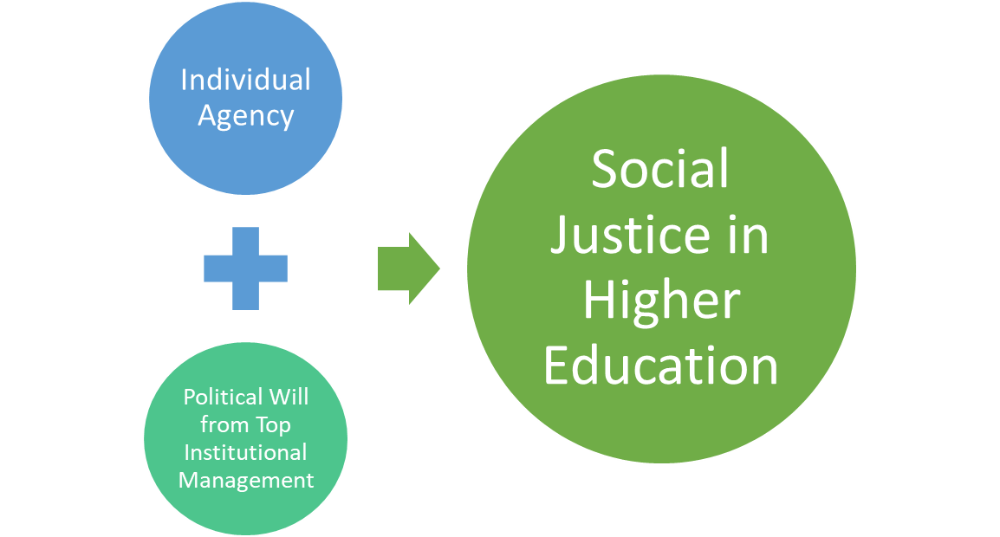 Individual
Agency
Political Will
from Top
Institutional
Management
Social
Justice in
Higher
Education